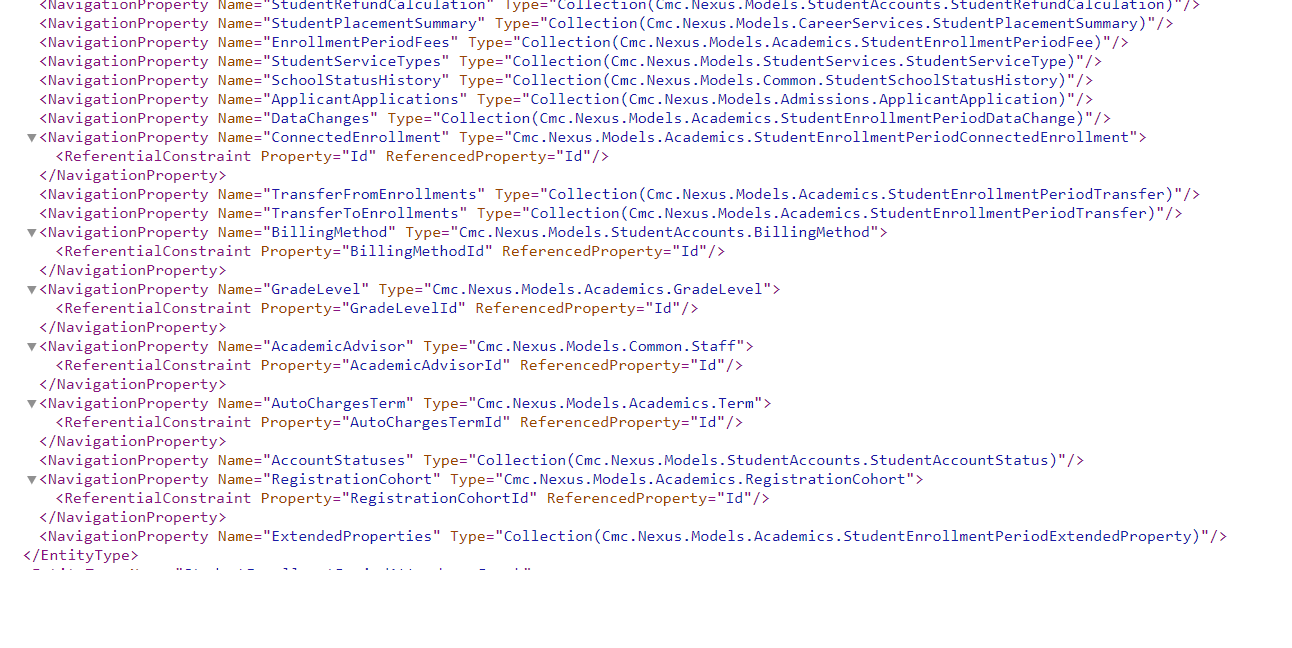 <NavigationProperty Name="StudentRefundCalculation" Type="Collection(Cmc.Nexus.Models.StudentAccounts.StudentRefundCalculation)"/>
<NavigationProperty Name="StudentPlacementSummary" Type="Collection(Cmc.Nexus.Models.CareerServices.StudentPlacementSummary)"/>
<NavigationProperty Name="EnrollmentPeriodFees" Type="Collection(Cmc.Nexus.Models.Academics.StudentEnrollmentPeriodFee)"/>
<NavigationProperty Name="StudentServiceTypes" Type="Collection(Cmc.Nexus.Models.StudentServices.StudentServiceType)"/>
<NavigationProperty Name="SchoolStatusHistory" Type="Collection(Cmc.Nexus.Models.Common.StudentSchoolStatusHistory)"/>
<NavigationProperty Name="ApplicantApplications" Type="Collection(Cmc.Nexus.Models.Admissions.ApplicantApplication)"/>
<NavigationProperty Name="DataChanges" Type="Collection(Cmc.Nexus.Models.Academics.StudentEnrollmentPeriodDataChange)"/>
▼<NavigationProperty Name="ConnectedEnrollment" Type="Cmc.Nexus.Models.Academics.StudentEnrollmentPeriodConnectedEnrollment">
<ReferentialConstraint Property="Id" ReferencedProperty="Id"/>
</NavigationProperty>
<NavigationProperty Name="TransferFromEnrollments" Type="Collection(Cmc.Nexus.Models.Academics.StudentEnrollmentPeriodTransfer)"/>
<NavigationProperty Name="TransferToEnrollments" Type="Collection(Cmc.Nexus.Models.Academics.StudentEnrollmentPeriodTransfer)"/>
▼<NavigationProperty Name="BillingMethod" Type="Cmc.Nexus.Models.StudentAccounts.BillingMethod">
<ReferentialConstraint Property="BillingMethodId" ReferencedProperty="Id"/>
</NavigationProperty>
▼<NavigationProperty Name="GradeLevel" Type="Cmc.Nexus.Models.Academics.GradeLevel">
<ReferentialConstraint Property="GradeLevelId" ReferencedProperty="Id"/>
</NavigationProperty>
▼<NavigationProperty Name="AcademicAdvisor" Type="Cmc.Nexus.Models.Common.Staff">
<ReferentialConstraint Property="AcademicAdvisorId" ReferencedProperty="Id"/>
</NavigationProperty>
▼<NavigationProperty Name="AutoChargesTerm" Type="Cmc.Nexus.Models.Academics.Term">
<ReferentialConstraint Property="AutoChargesTermId" ReferencedProperty="Id"/>
</NavigationProperty>
<NavigationProperty Name="AccountStatuses" Type="Collection(Cmc.Nexus.Models.StudentAccounts.StudentAccountStatus)"/>
▼<NavigationProperty Name="RegistrationCohort" Type="Cmc.Nexus.Models.Academics.RegistrationCohort">
<ReferentialConstraint Property="RegistrationCohortId" ReferencedProperty="Id"/>
</NavigationProperty>
<NavigationProperty Name="ExtendedProperties" Type="Collection(Cmc.Nexus.Models.Academics.StudentEnrollmentPeriodExtendedProperty)"/>
</EntityType>